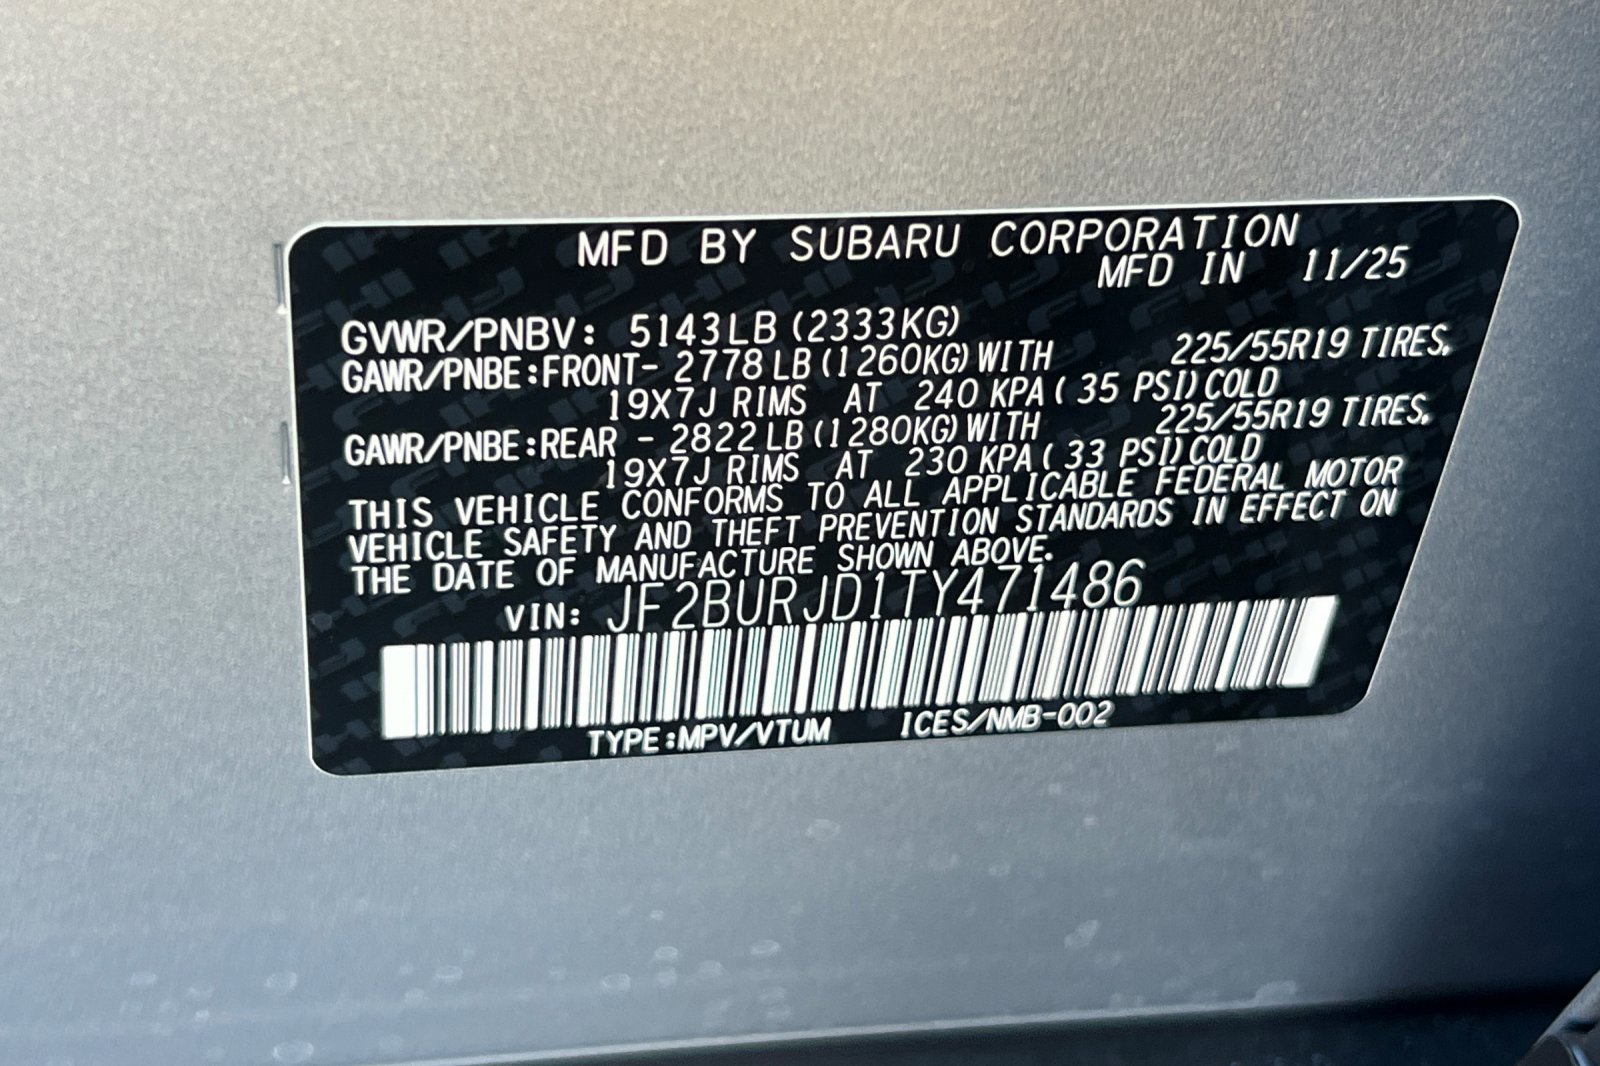 MFD BY SUBARU CORPORATION
MFD IN 11/25
GVWR/PNBV: 5143LB (2333KG)
GAWR/PNBE:FRONT- 2778 LB (1260KG) WITH 225/55R19 TIRES.
19X7J RIMS AT 240 KPA ( 35 PSI) COLD
GAWR/PNBE:REAR - 2822 LB (1280KG) WITH 225/55R19 TIRES.
19X7J RIMS AT 230 KPA ( 33 PSI) COLD
THIS VEHICLE CONFORMS TO ALL APPLICABLE FEDERAL MOTOR
VEHICLE SAFETY AND THEFT PREVENTION STANDARDS IN EFFECT ON
THE DATE OF MANUFACTURE SHOWN ABOVE.
VIN: JF2BURJD1TY471486
TYPE:MPV/VTUM ICES/NMB-002